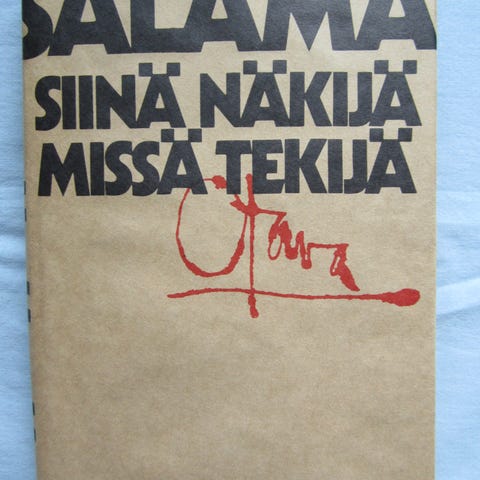 SALAMA
SIINÄ NÄKIJÄ
MISSÄ TEKIJÄ
Otava